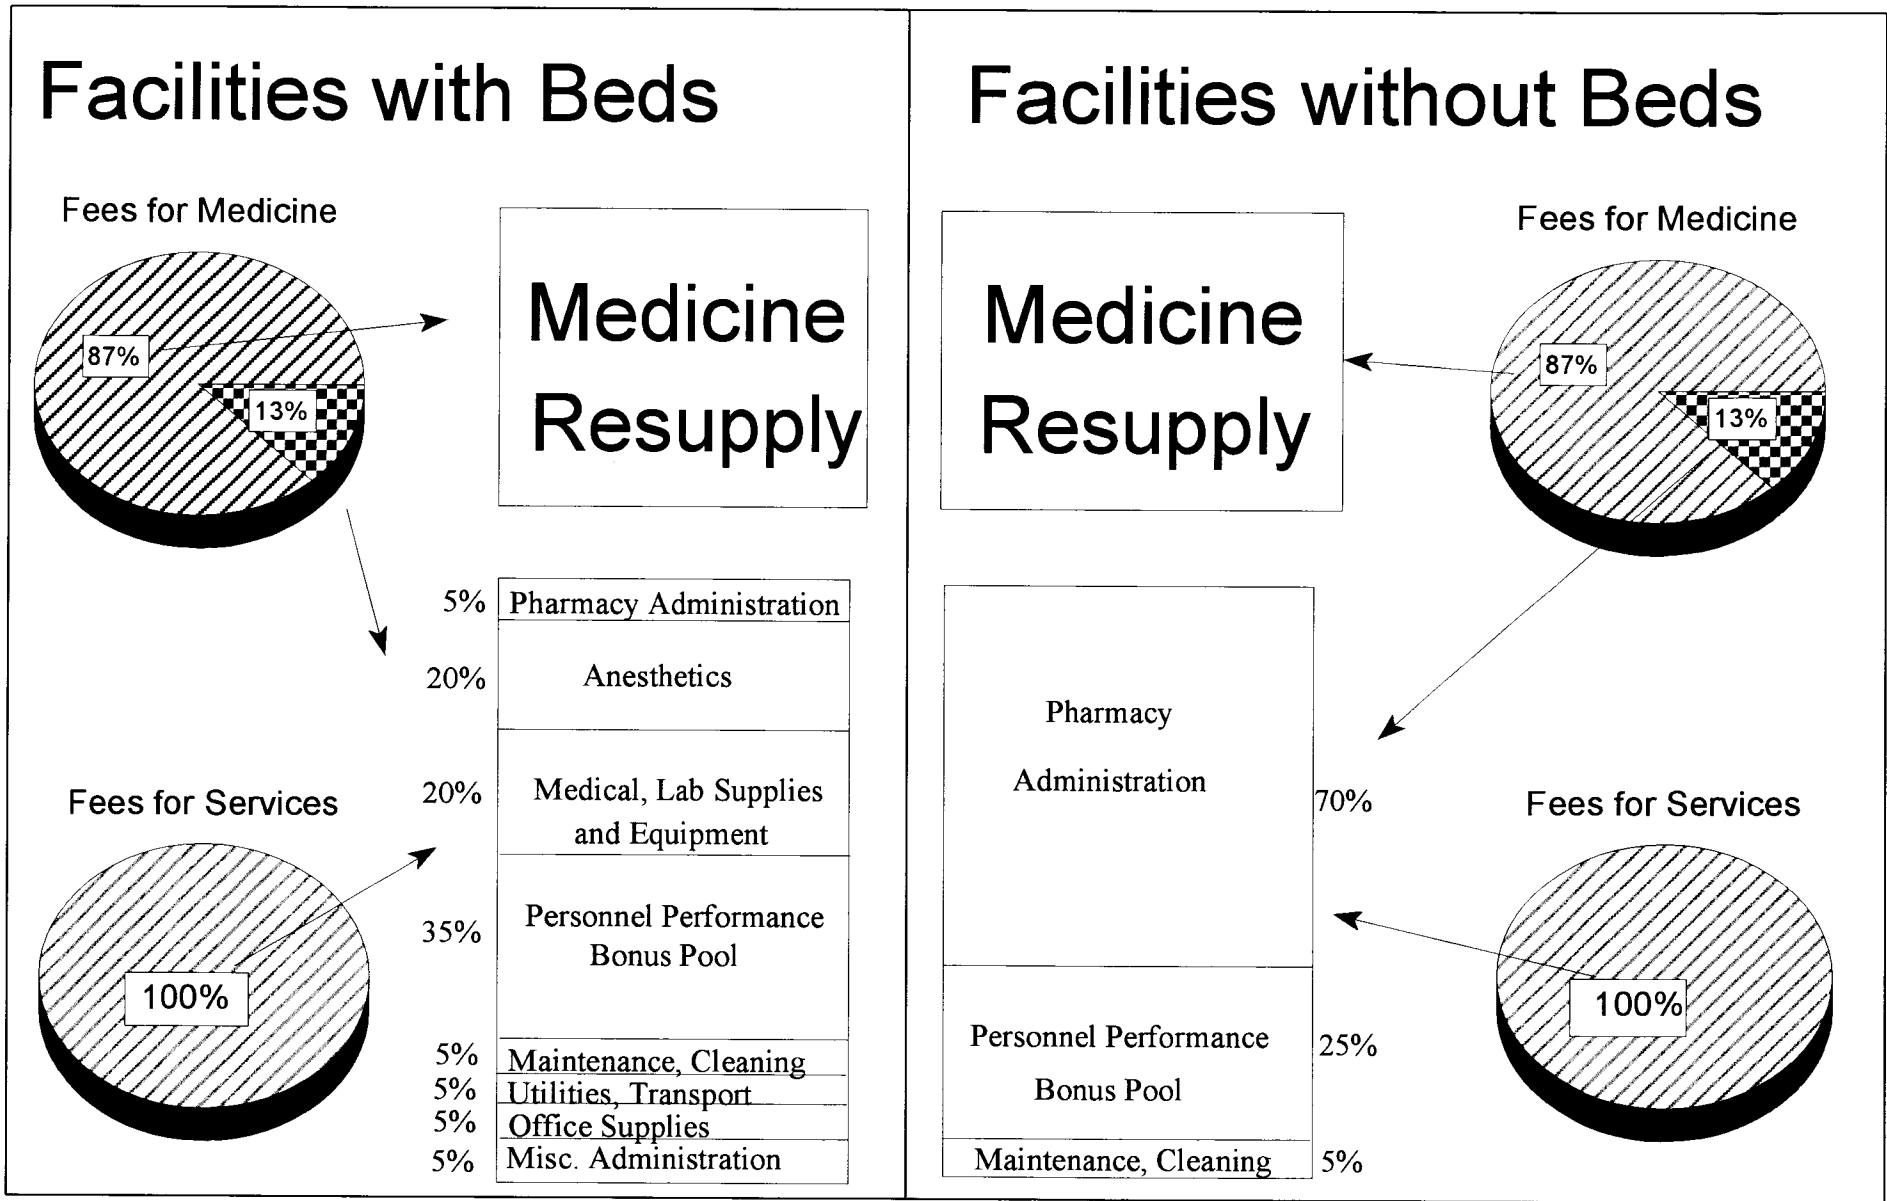 Facilities with Beds
Fees for Medicine
87%
13%
Medicine
Resupply
5% Pharmacy Administration
20% Anesthetics
20% Medical, Lab Supplies
and Equipment
35% Personnel Performance
Bonus Pool
5% Maintenance, Cleaning
5% Utilities, Transport
5% Office Supplies
5% Misc. Administration
Fees for Services
100%
Facilities without Beds
Medicine
Resupply
Fees for Medicine
87%
13%
Pharmacy
Administration
70%
Personnel Performance
25%
Bonus Pool
Maintenance, Cleaning 5%
Fees for Services
100%